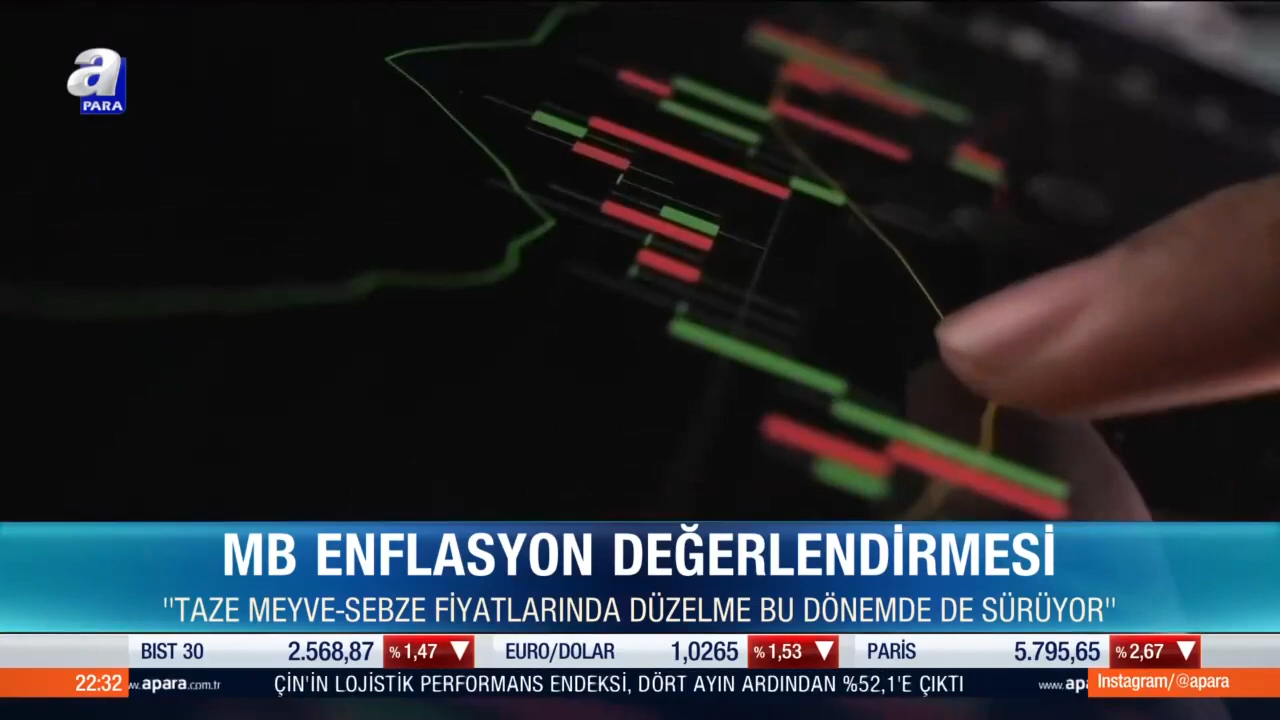 a
PARA
MB ENFLASYON DEĞERLENDİRMESİ
"TAZE MEYVE-SEBZE FİYATLARINDA DÜZELME BU DÖNEMDE DE SÜRÜYOR"
BIST 30 2.568,87 %1,47 EURO/DOLAR 1,0265 %1,53 PARİS 5.795,65 %2,67
22:32 w.apara.com.tr ÇİN'İN LOJİSTİK PERFORMANS ENDEKSİ, DÖRT AYIN ARDINDAN %52,1'E ÇIKTI www.apa Instagram/@apara